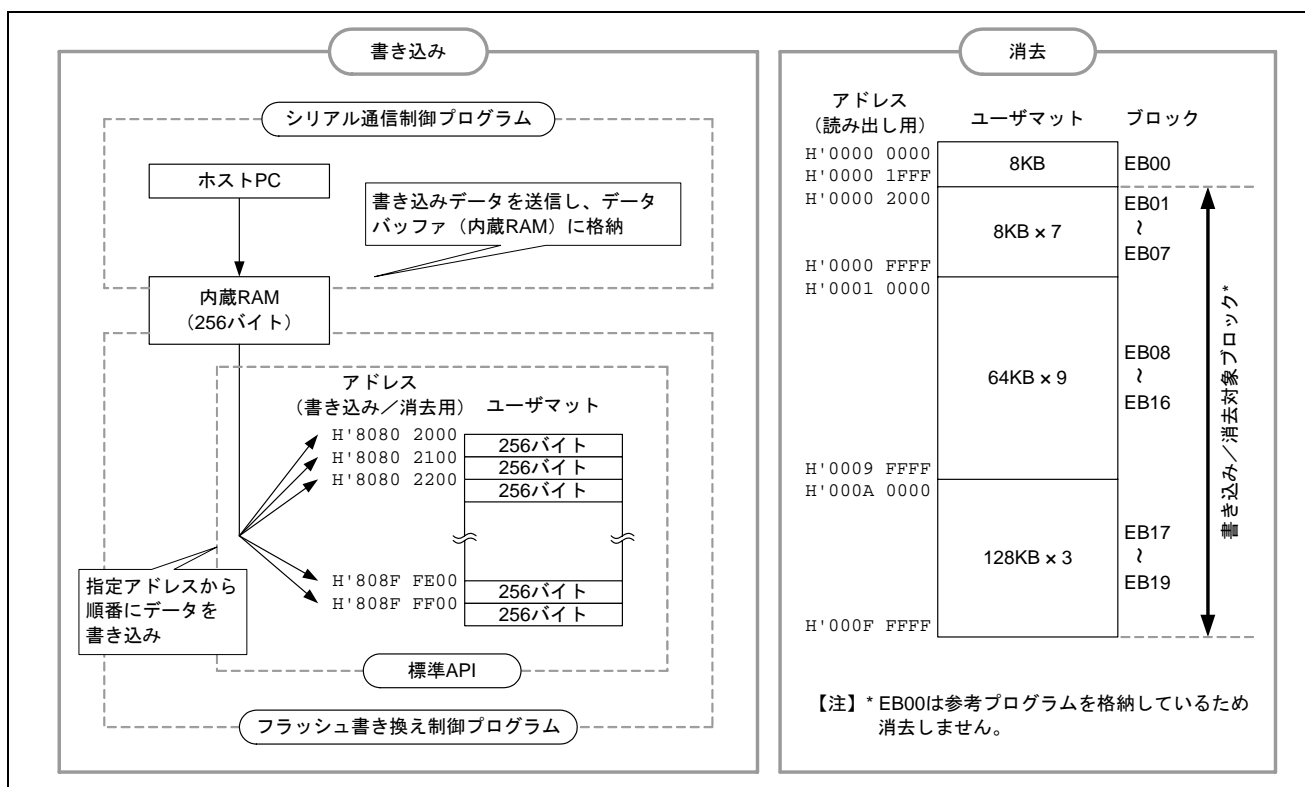 書き込み
シリアル通信制御プログラム
ホストPC
書き込みデータを送信し、データ
バッファ（内蔵RAM）に格納
内蔵RAM
（256バイト）
アドレス
（書き込み／消去用）
ユーザマット
H'8080 2000
256バイト
H'8080 2100
256バイト
H'8080 2200
256バイト
H'808F FE00
256バイト
H'808F FF00
256バイト
指定アドレスから
順番にデータを
書き込み
標準API
フラッシュ書き換え制御プログラム
消去
アドレス
（読み出し用）
ユーザマット
ブロック
H'0000 0000
8KB
EB00
H'0000 1FFF
H'0000 2000
8KB × 7
EB01
～
EB07
H'0000 FFFF
H'0001 0000
64KB × 9
EB08
～
EB16
H'0009 FFFF
H'000A 0000
128KB × 3
EB17
～
EB19
H'000F FFFF
書き込み／消去対象ブロック*
【注】* EB00は参考プログラムを格納しているため
消去しません。